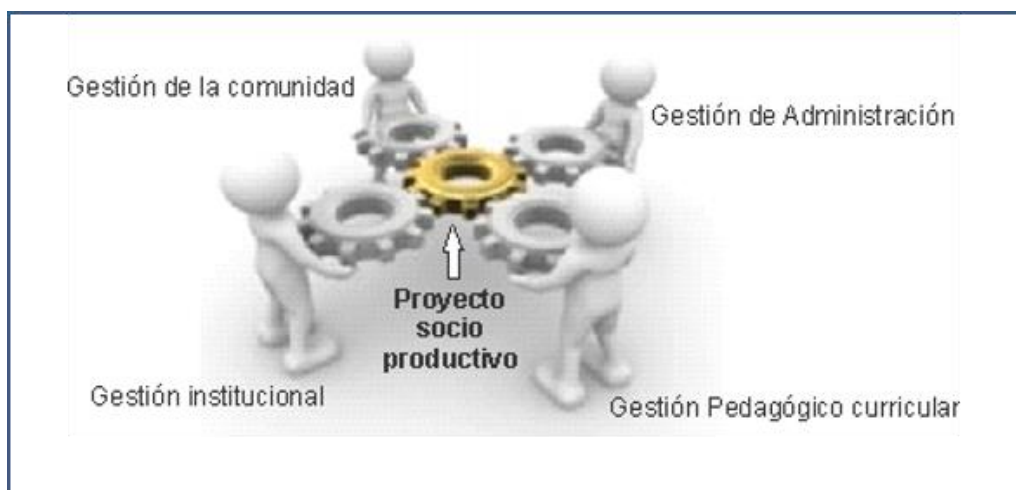 Gestión de la comunidad
Gestión de Administración
Proyecto
socio
productivo
Gestión institucional
Gestión Pedagógico curricular